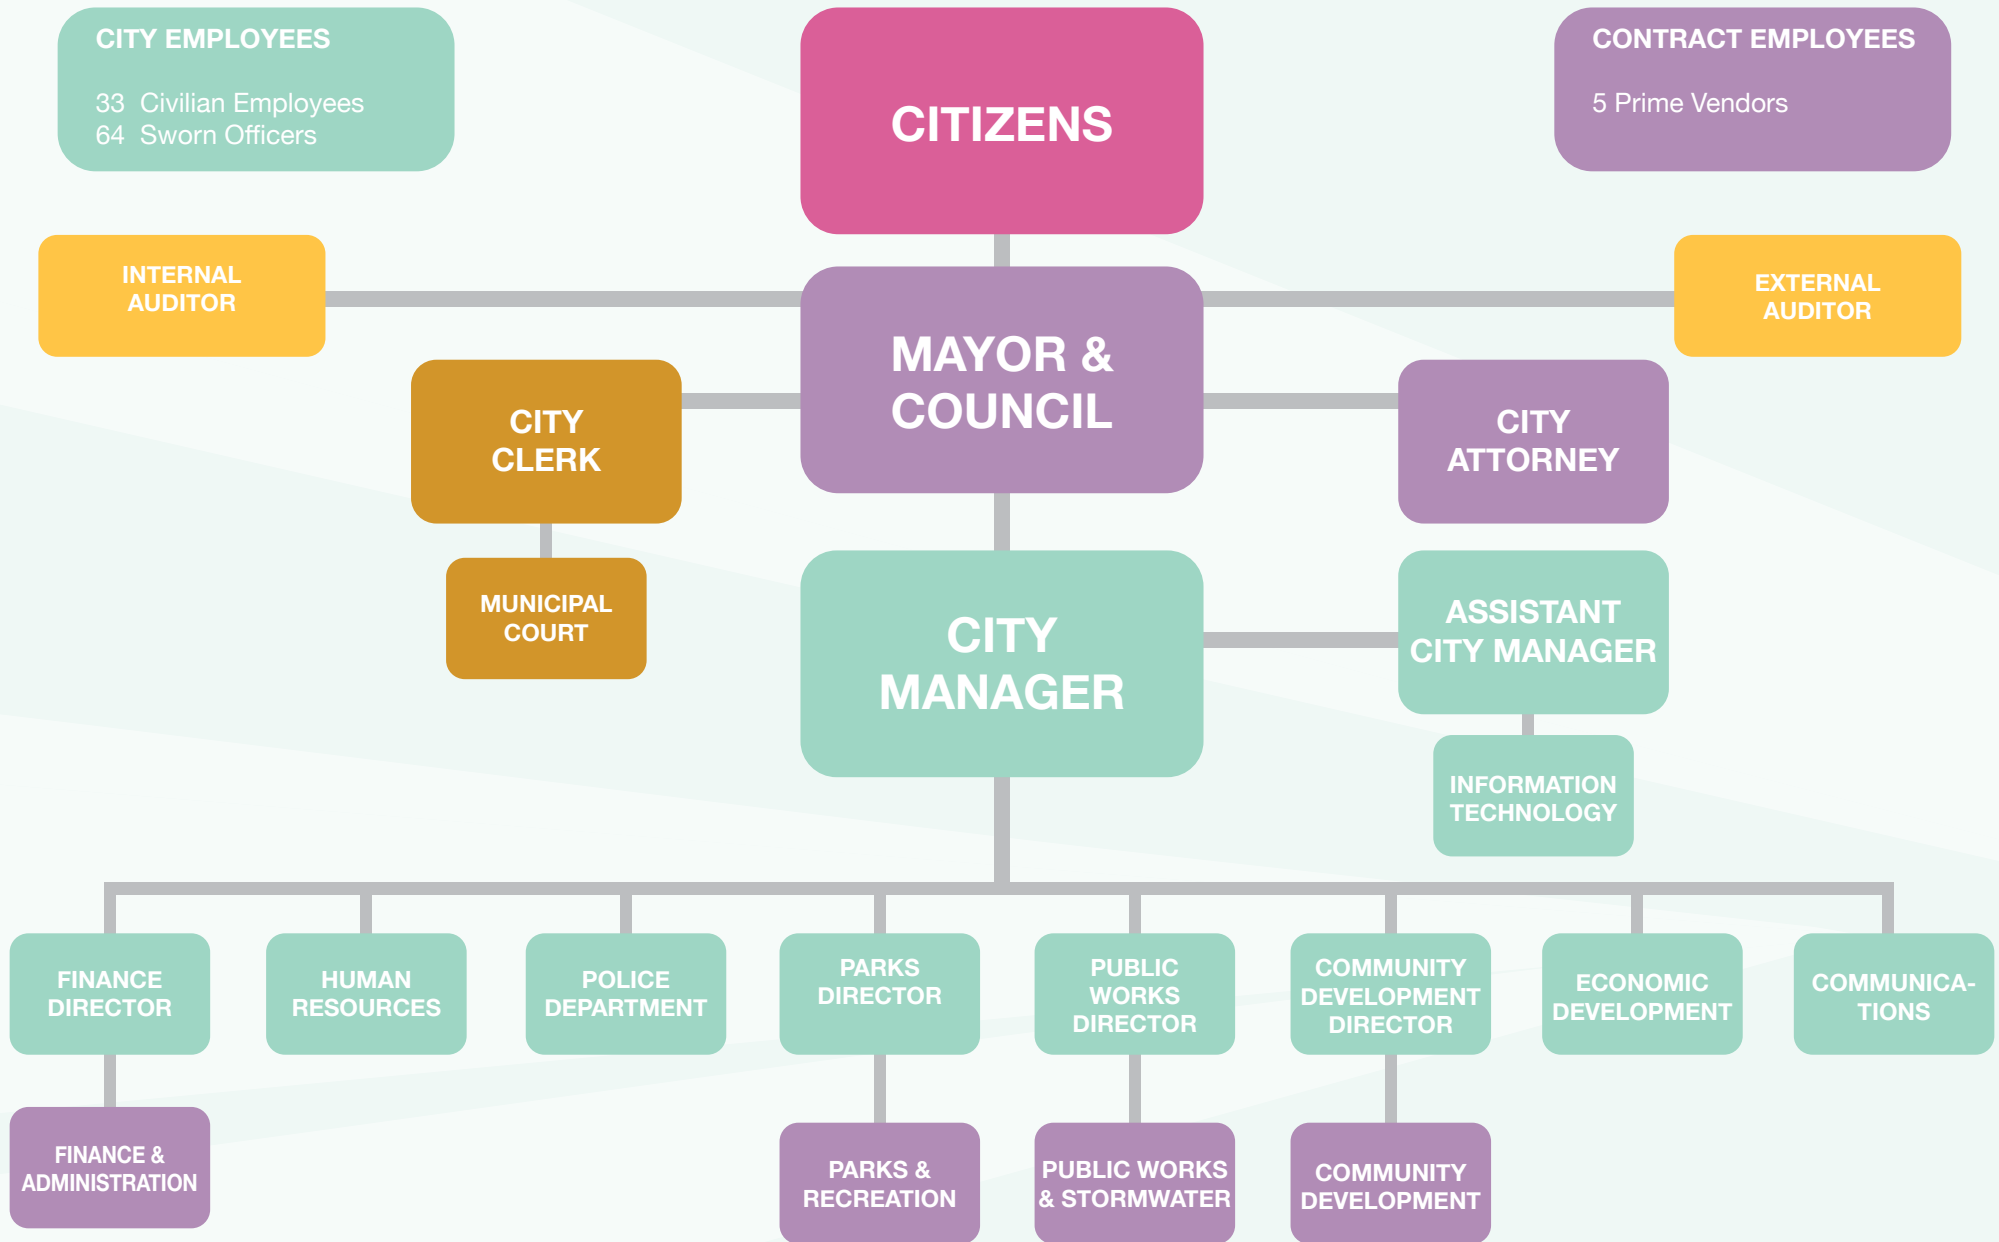 CITY EMPLOYEES
33 Civilian Employees
64 Sworn Officers
CITIZENS
CONTRACT EMPLOYEES
5 Prime Vendors
INTERNAL
AUDITOR
EXTERNAL
AUDITOR
MAYOR &
COUNCIL
CITY
CLERK
CITY
ATTORNEY
MUNICIPAL
COURT
CITY
MANAGER
ASSISTANT
CITY MANAGER
INFORMATION
TECHNOLOGY
FINANCE
DIRECTOR
HUMAN
RESOURCES
POLICE
DEPARTMENT
PARKS
DIRECTOR
PUBLIC
WORKS
DIRECTOR
COMMUNITY
DEVELOPMENT
DIRECTOR
ECONOMIC
DEVELOPMENT
COMMUNICA-
TIONS
FINANCE &
ADMINISTRATION
PARKS &
RECREATION
PUBLIC WORKS
& STORMWATER
COMMUNITY
DEVELOPMENT